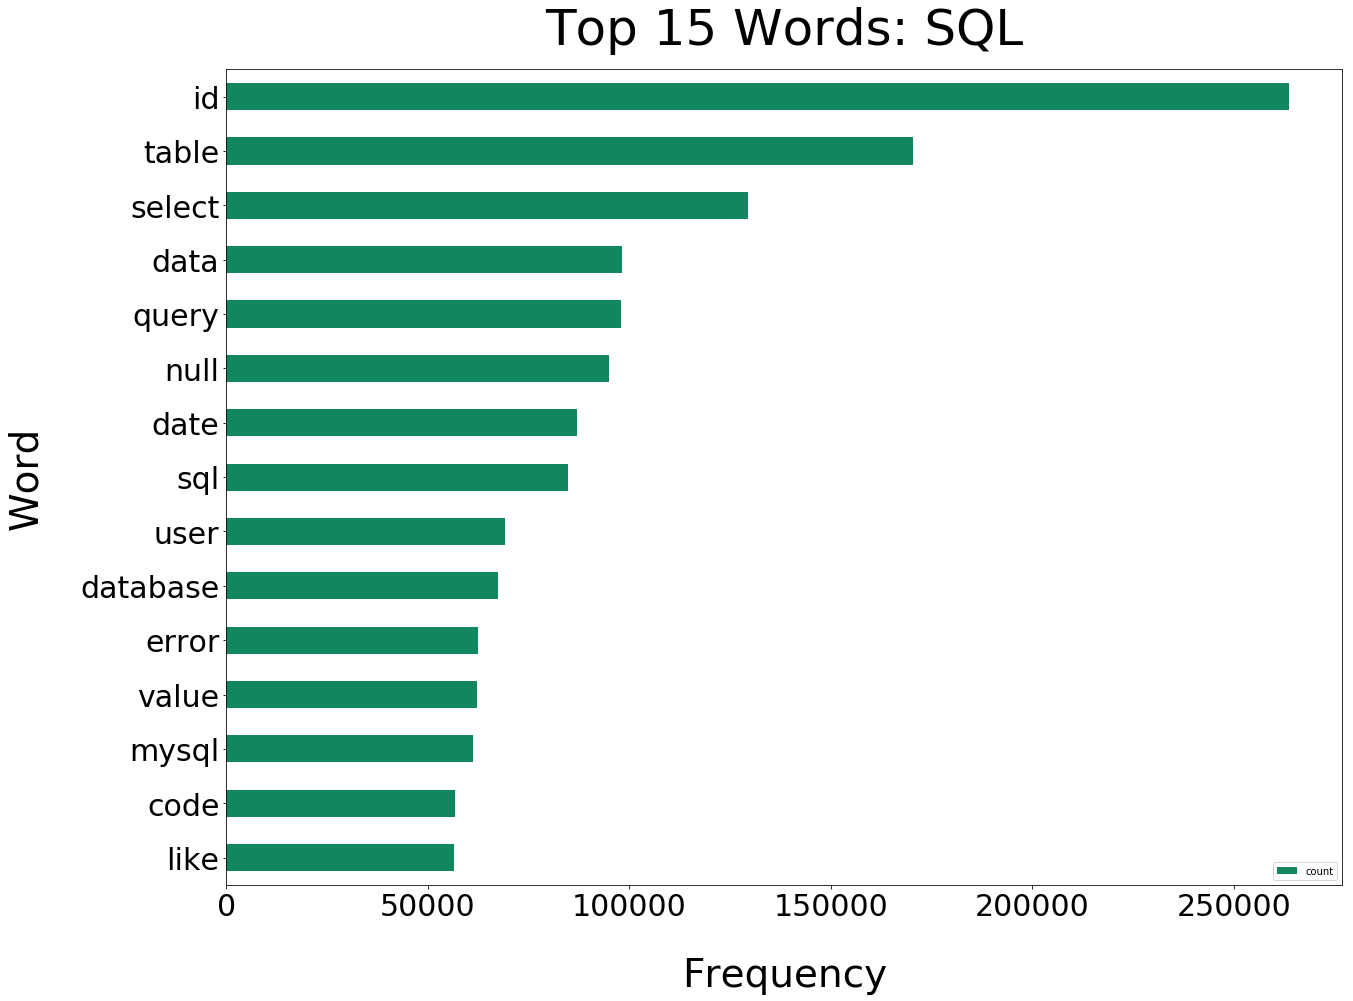 Top 15 Words: SQL
id
table
select
data
query
null
date
sql
user
database
error
value
mysql
code
like
Word
count
0 50000 100000 150000 200000 250000
Frequency